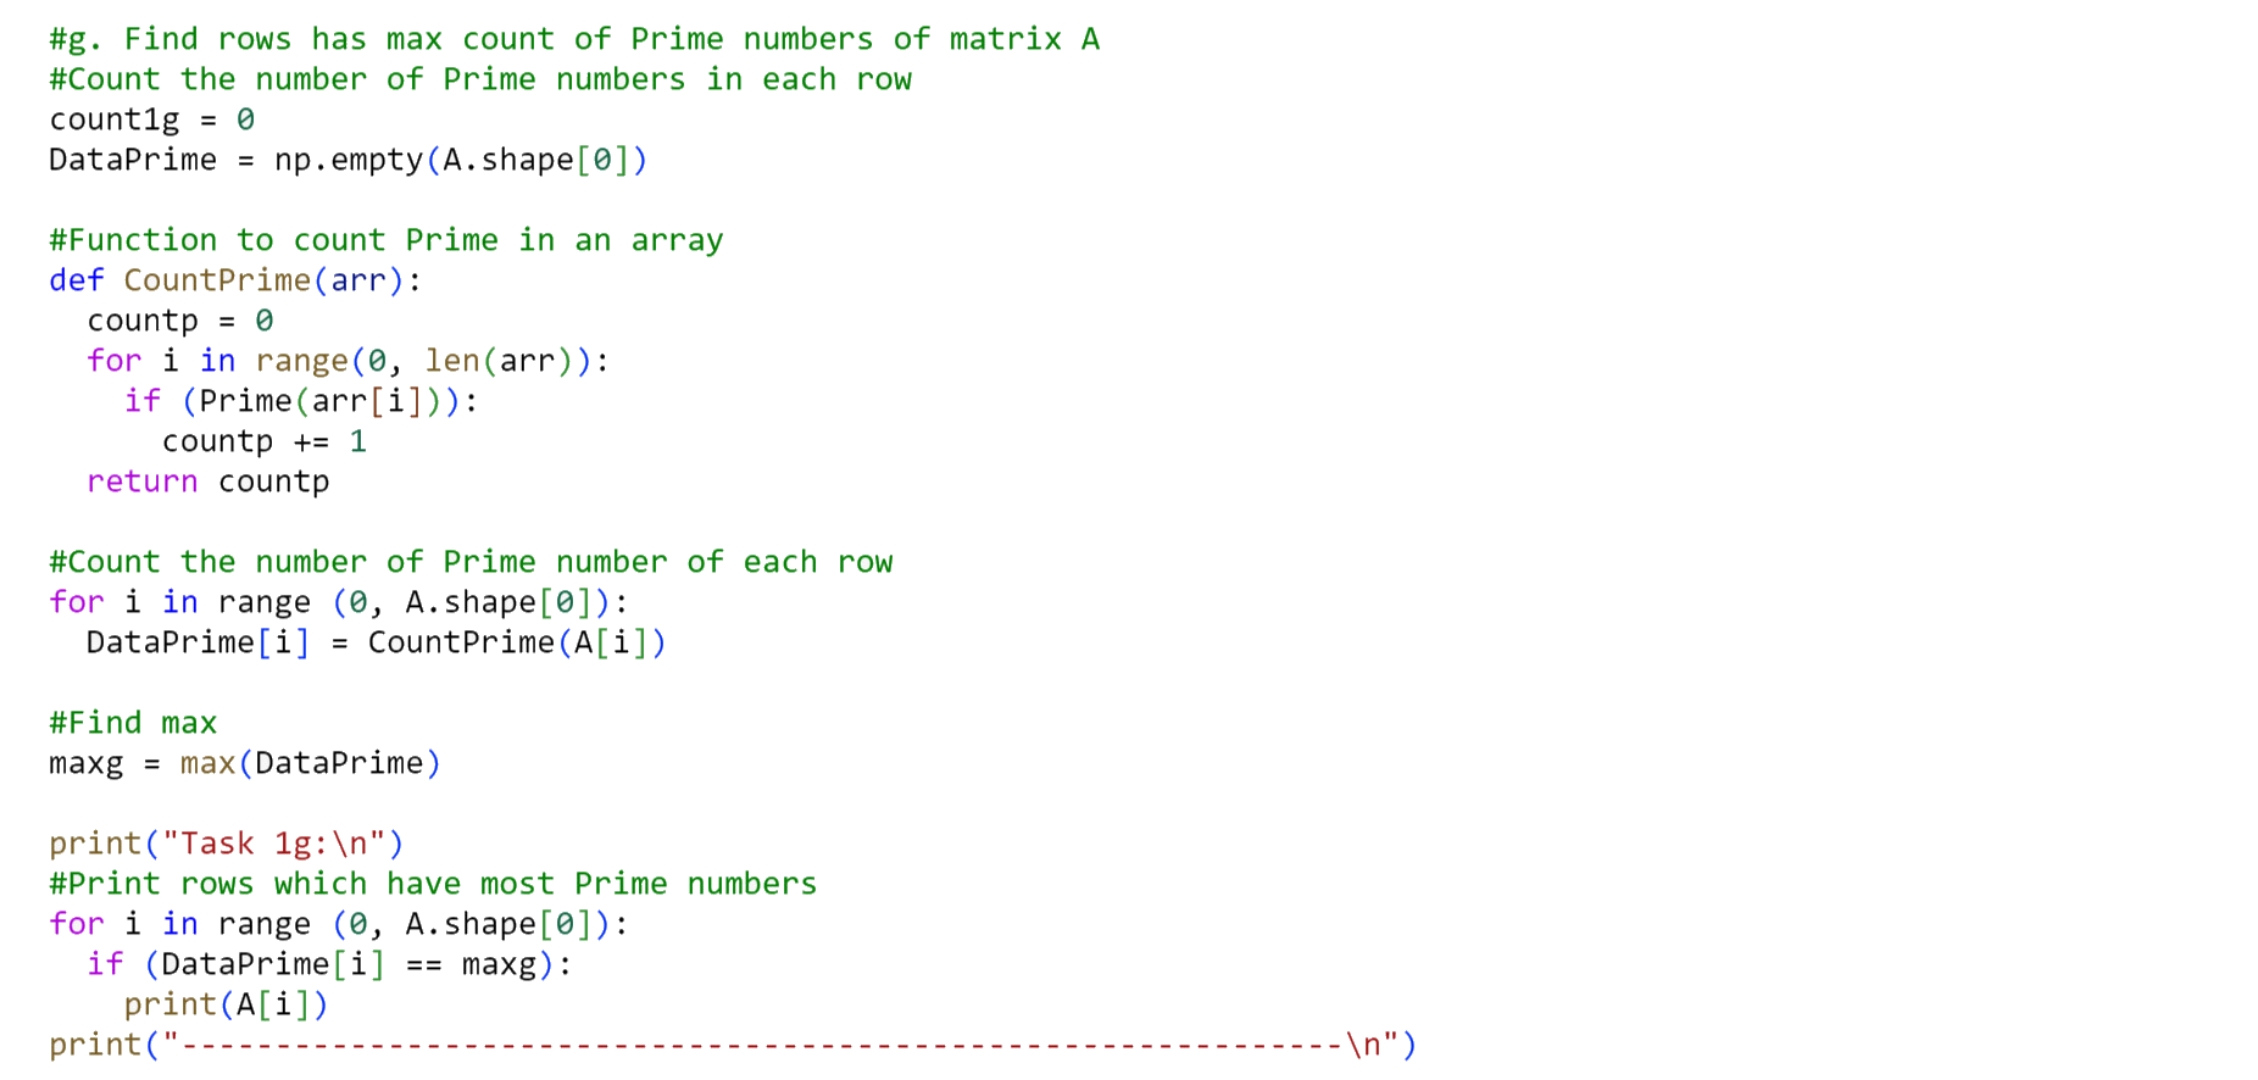 #g. Find rows has max count of Prime numbers of matrix A
#Count the number of Prime numbers in each row
count1g = 0
DataPrime = np.empty(A.shape[0])
#Function to count Prime in an array
def CountPrime(arr):
  countp = 0
  for i in range(0, len(arr)):
    if (Prime(arr[i])):
      countp += 1
  return countp
#Count the number of Prime number of each row
for i in range (0, A.shape[0]):
  DataPrime[i] = CountPrime(A[i])
#Find max
maxg = max(DataPrime)
print("Task 1g:\n")
#Print rows which have most Prime numbers
for i in range (0, A.shape[0]):
  if (DataPrime[i] == maxg):
    print(A[i])
print("--------------------------------------------------------------\n")